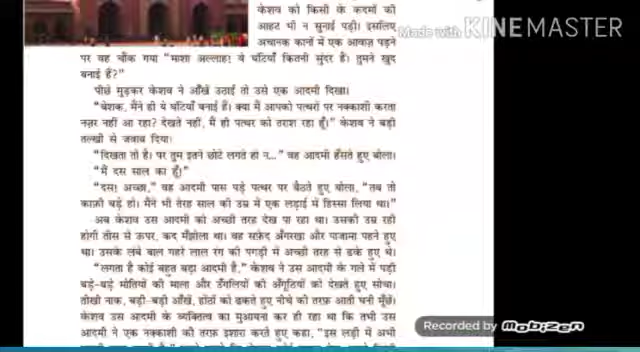 केशव को किसी के कदमों की
आहट भी न सुनाई पड़ी। इसलिए
अचानक कानों में एक आवाज़ पड़ने
पर वह चौंक गया "माशा अल्लाह! ये घंटियाँ कितनी सुंदर हैं। तुमने खुद
बनाई हैं?"
पीछे मुड़कर केशव ने आँखें उठाईं तो उसे एक आदमी दिखा।
"बेशक, मैंने ही ये घंटियाँ बनाई हैं। क्या मैं आपको पत्थरों पर नक्काशी करता
नज़र नहीं आ रहा? देखते नहीं, मैं ही पत्थर को तराश रहा हूँ।" केशव ने बड़ी
तल्खी से जवाब दिया।
"दिखता तो है। पर तुम इतने छोटे लगते हो न..." वह आदमी हँसते हुए बोला।
"मैं दस साल का हूँ।"
"दस! अच्छा," वह आदमी पास पड़े पत्थर पर बैठते हुए बोला, "तब तो
काफ़ी बड़े हो। मैंने भी तेरह साल की उम्र में एक लड़ाई में हिस्सा लिया था।"
अब केशव उस आदमी को अच्छी तरह देख पा रहा था। उसकी उम्र रही
होगी तीस से ऊपर, कद मँझोला था। वह सफ़ेद अँगरखा और पाजामा पहने हुए
था। उसके लंबे बाल गहरे लाल रंग की पगड़ी में अच्छी तरह से ढके हुए थे।
"लगता है कोई बहुत बड़ा आदमी है," केशव ने उस आदमी के गले में पड़ी
बड़े-बड़े मोतियों की माला और उँगलियों की अँगूठियों को देखते हुए सोचा।
तीखी नाक, बड़ी-बड़ी आँखें, होंठों को ढकते हुए नीचे की तरफ़ आती घनी मूँछें।
केशव उस आदमी के व्यक्तित्व का मुआयना कर ही रहा था कि तभी उस
आदमी ने एक नक्काशी की तरफ़ इशारा करते हुए कहा, "इस लड़ी में अभी
Made with KINEMASTER
Recorded by Mobizen